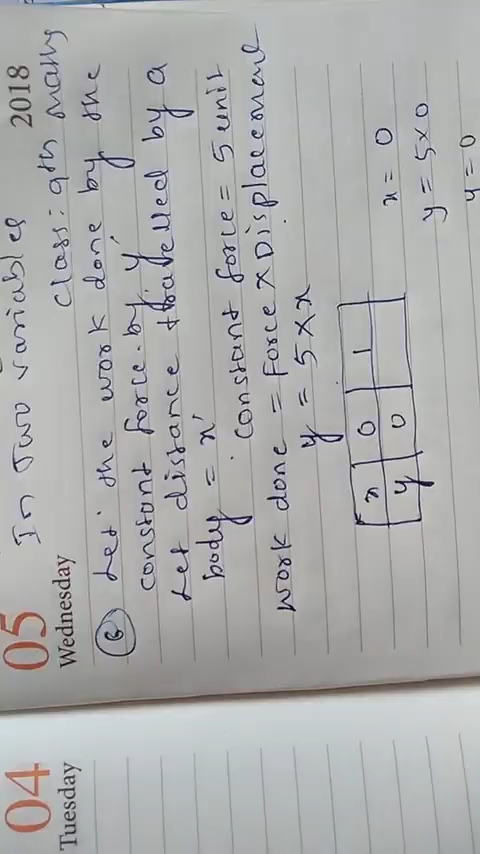 04
Tuesday
05
Wednesday
2018
In Two Variables
Class: 9th maths
6 Let the work done by the
constant force by 'y'
Let distance travelled by a
body = x'
constant force = 5 unit
work done = Force × Displacement
y = 5 × x
x 0 1
y 0
x = 0
y = 5 × 0
y = 0